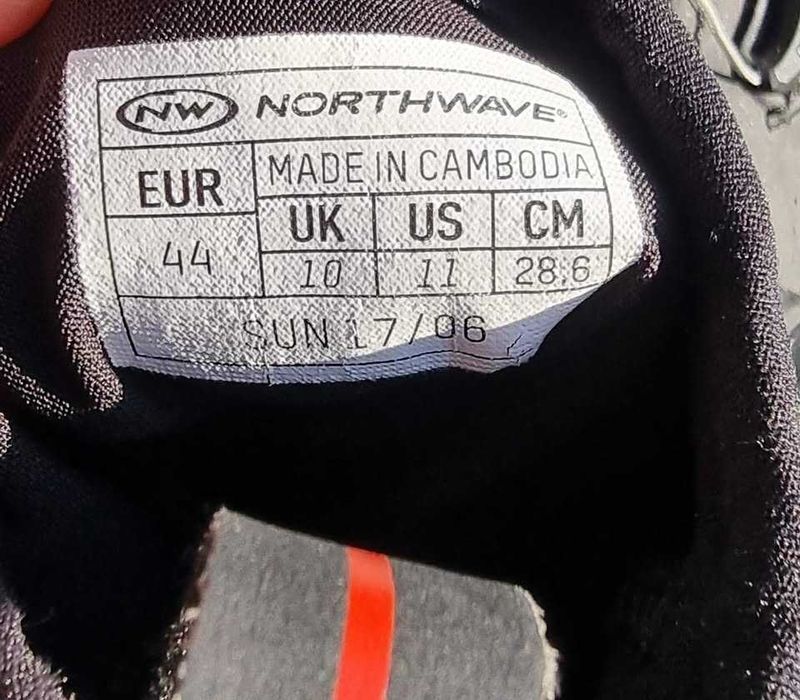 NW NORTHWAVE®
EUR MADE IN CAMBODIA
UK US CM
44 10 11 28.6
SUN 17/06